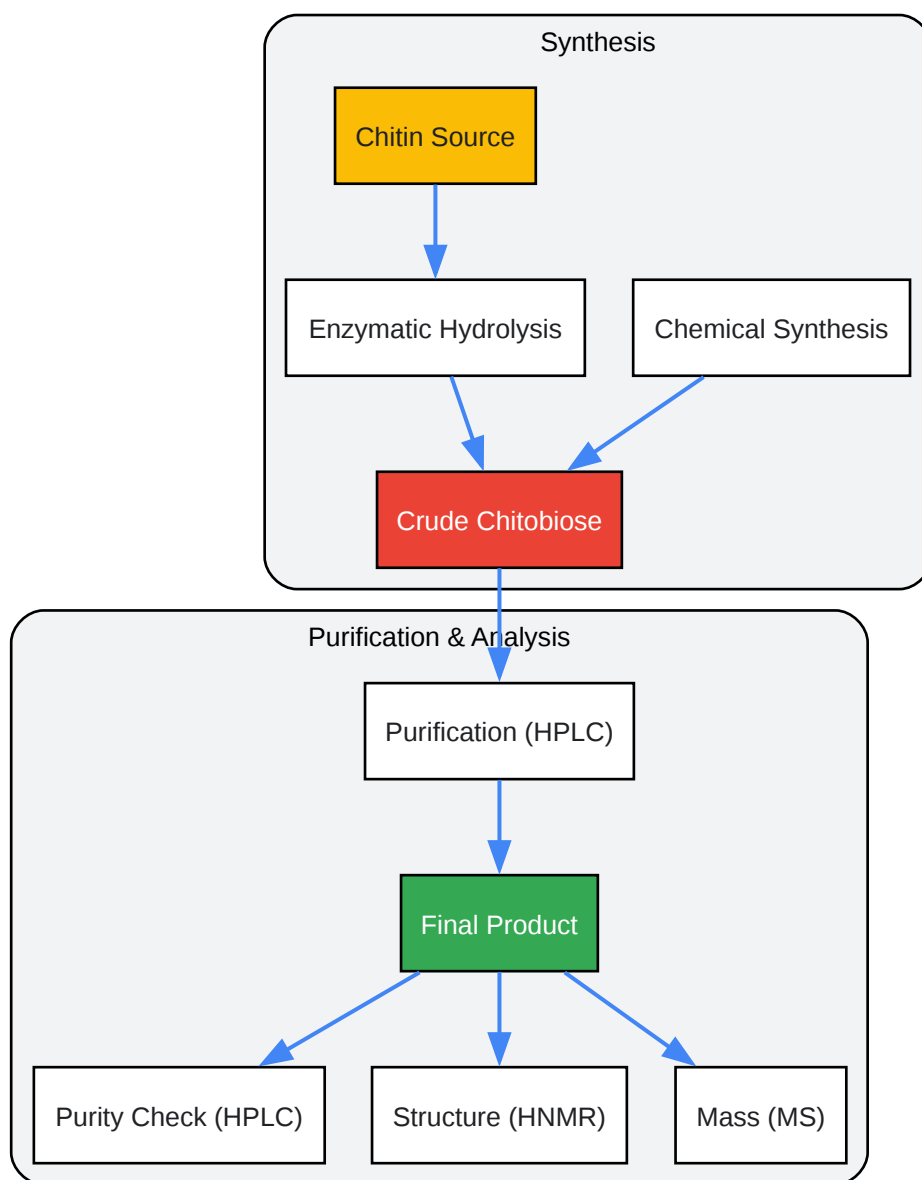 Synthesis
Chitin Source
Enzymatic Hydrolysis
Chemical Synthesis
Crude Chitobiose
Purification & Analysis
Purification (HPLC)
Final Product
Purity Check (HPLC)
Structure (HNMR)
Mass (MS)